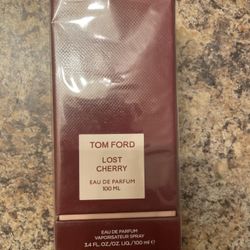 TOM FORD
LOST
CHERRY
EAU DE PARFUM
100 ML
EAU DE PARFUM
VAPORISATEUR SPRAY
3.4 FL.OZ./OZ. LIQ./100 ml ℮